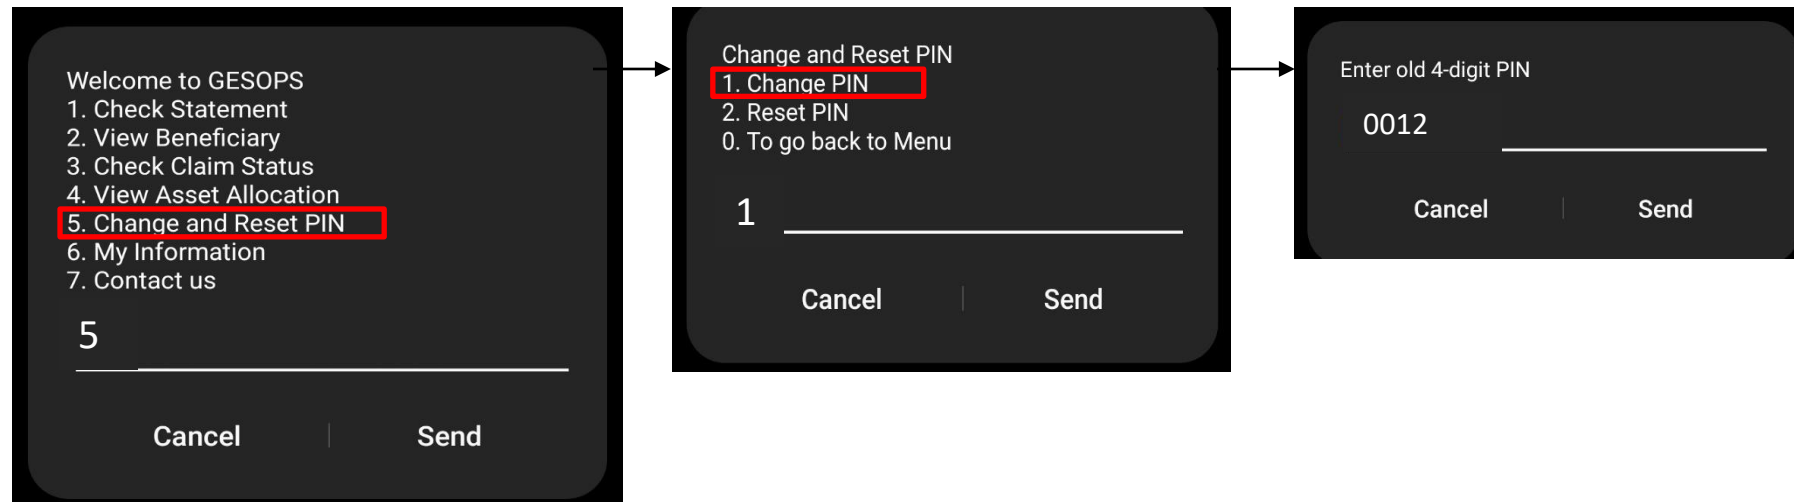 Welcome to GESOPS
1. Check Statement
2. View Beneficiary
3. Check Claim Status
4. View Asset Allocation
5. Change and Reset PIN
6. My Information
7. Contact us
5
Cancel
Send
Change and Reset PIN
1. Change PIN
2. Reset PIN
0. To go back to Menu
1
Cancel
Send
Enter old 4-digit PIN
0012
Cancel
Send